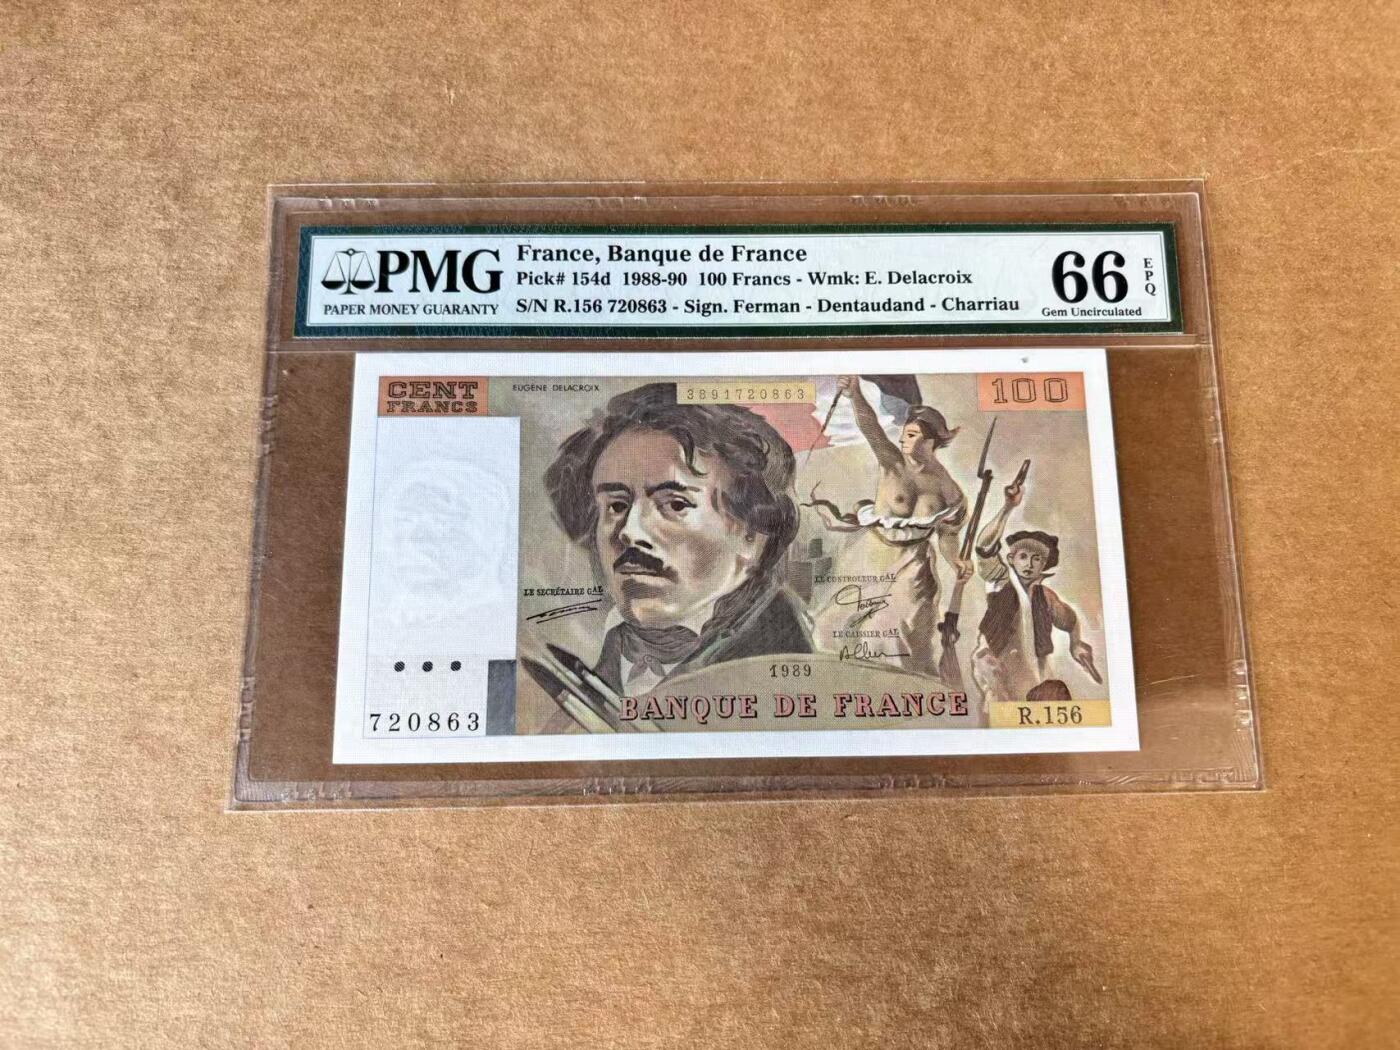 PMG
PAPER MONEY GUARANTY
France, Banque de France
Pick# 154d 1988-90 100 Francs - Wmk: E. Delacroix
S/N R.156 720863 - Sign. Ferman - Dentaudand - Charriau
66
EPQ
Gem Uncirculated
CENT
FRANCS
EUGÈNE DELACROIX
3891720863
100
LE SECRÉTAIRE GAL
LE CONTROLEUR GAL
LE CAISSIER GAL
1989
BANQUE DE FRANCE
720863
R.156